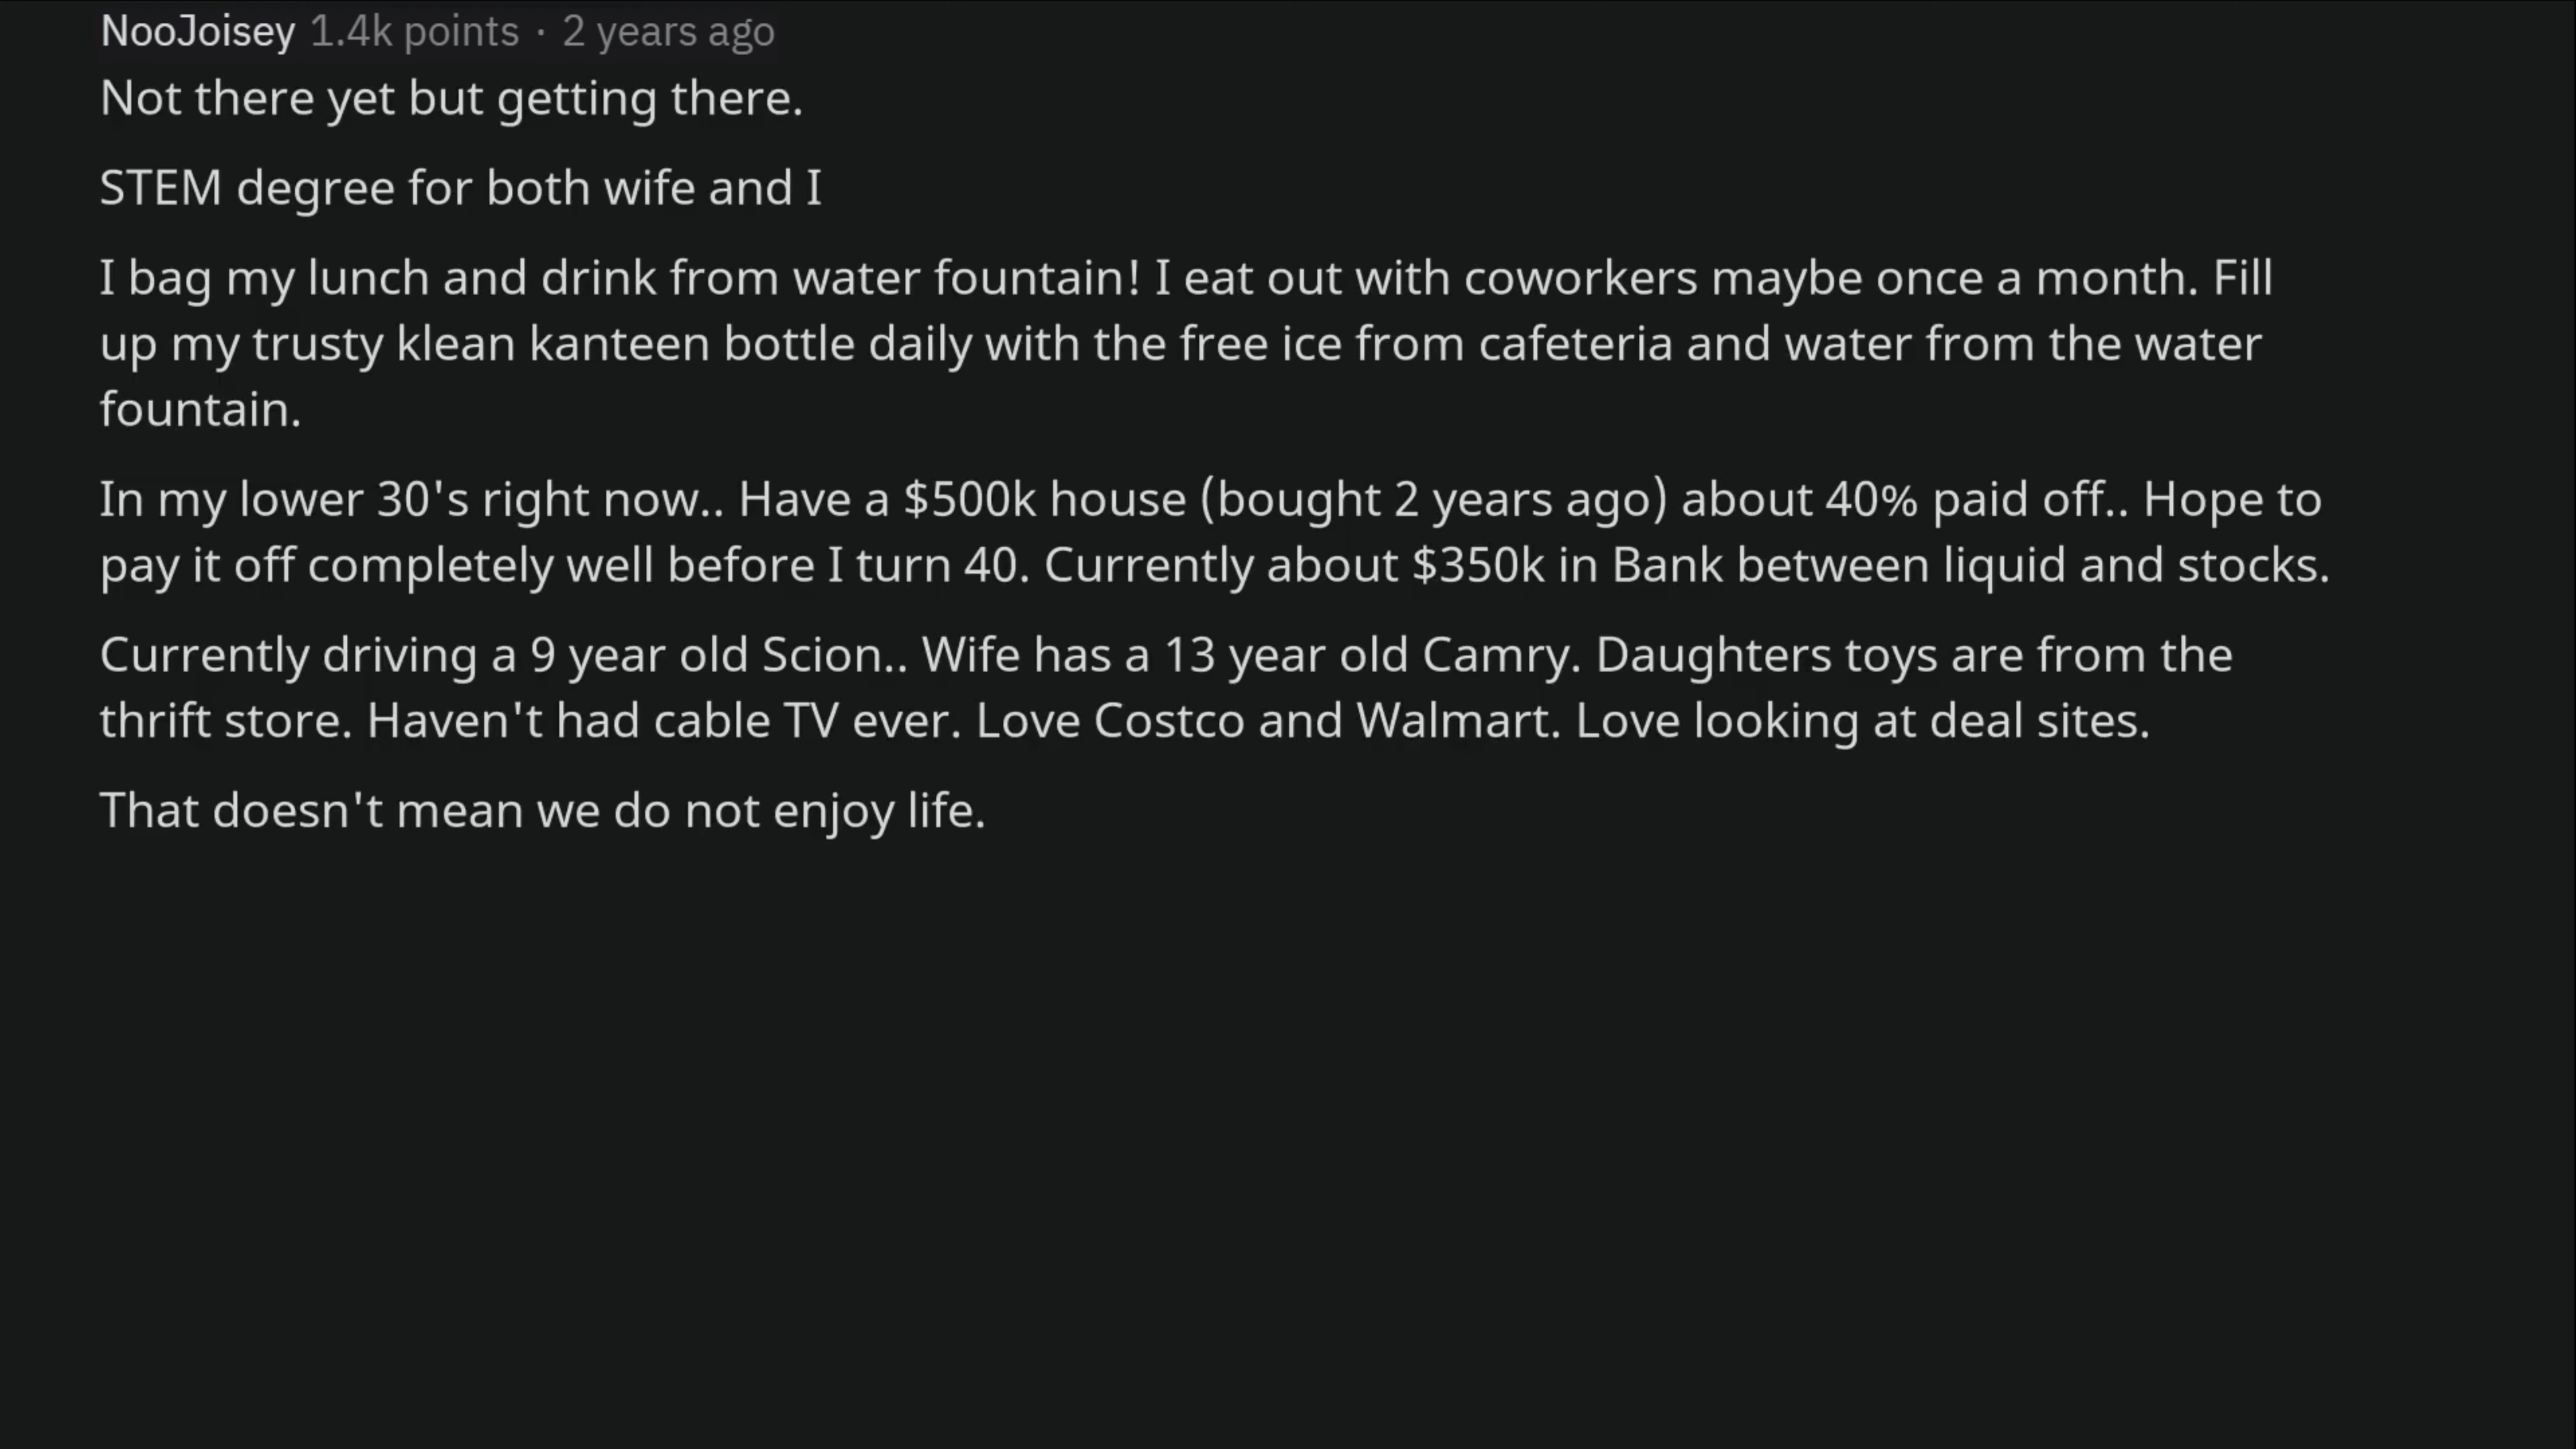 NooJoisey 1.4k points · 2 years ago
Not there yet but getting there.
STEM degree for both wife and I
I bag my lunch and drink from water fountain! I eat out with coworkers maybe once a month. Fill
up my trusty klean kanteen bottle daily with the free ice from cafeteria and water from the water
fountain.
In my lower 30's right now.. Have a $500k house (bought 2 years ago) about 40% paid off.. Hope to
pay it off completely well before I turn 40. Currently about $350k in Bank between liquid and stocks.
Currently driving a 9 year old Scion.. Wife has a 13 year old Camry. Daughters toys are from the
thrift store. Haven't had cable TV ever. Love Costco and Walmart. Love looking at deal sites.
That doesn't mean we do not enjoy life.